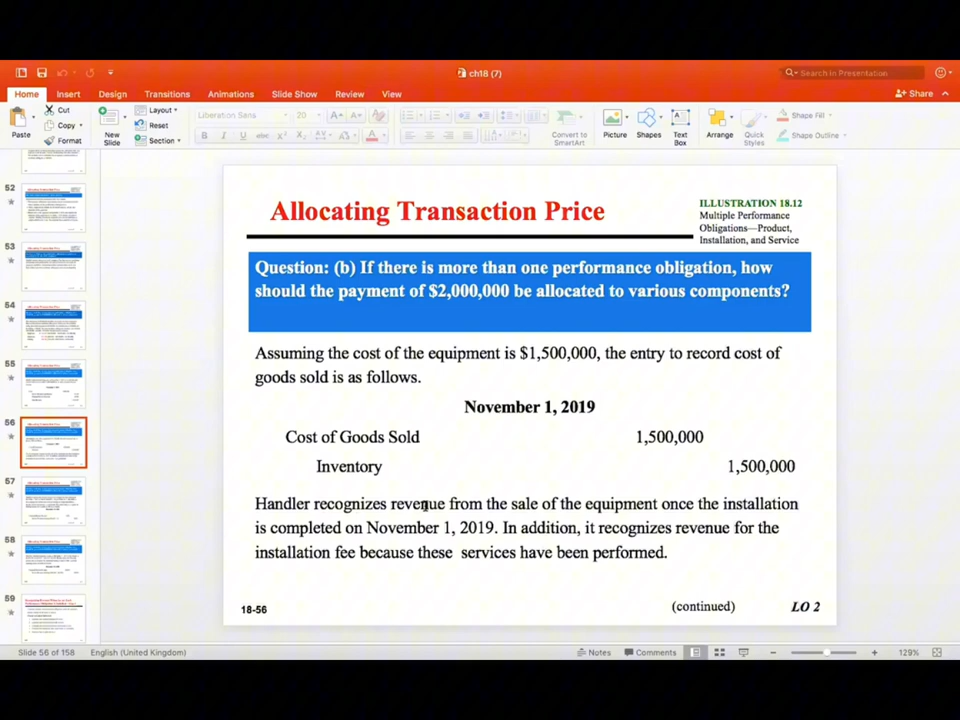 ch18 (7)
Search in Presentation
Home Insert Design Transitions Animations Slide Show Review View
Share
Paste
Cut
Copy
Format
New Slide
Layout
Reset
Section
Liberation Sans 20
Convert to SmartArt
Picture
Shapes
Text Box
Arrange
Quick Styles
Shape Fill
Shape Outline
52
53
54
55
56
57
58
59
Allocating Transaction Price
ILLUSTRATION 18.12
Multiple Performance
Obligations—Product,
Installation, and Service
Question: (b) If there is more than one performance obligation, how
should the payment of $2,000,000 be allocated to various components?
Assuming the cost of the equipment is $1,500,000, the entry to record cost of
goods sold is as follows.
November 1, 2019
Cost of Goods Sold 1,500,000
Inventory 1,500,000
Handler recognizes revenue from the sale of the equipment once the installation
is completed on November 1, 2019. In addition, it recognizes revenue for the
installation fee because these services have been performed.
18-56
(continued) LO 2
Slide 56 of 158 English (United Kingdom) Notes Comments 129%